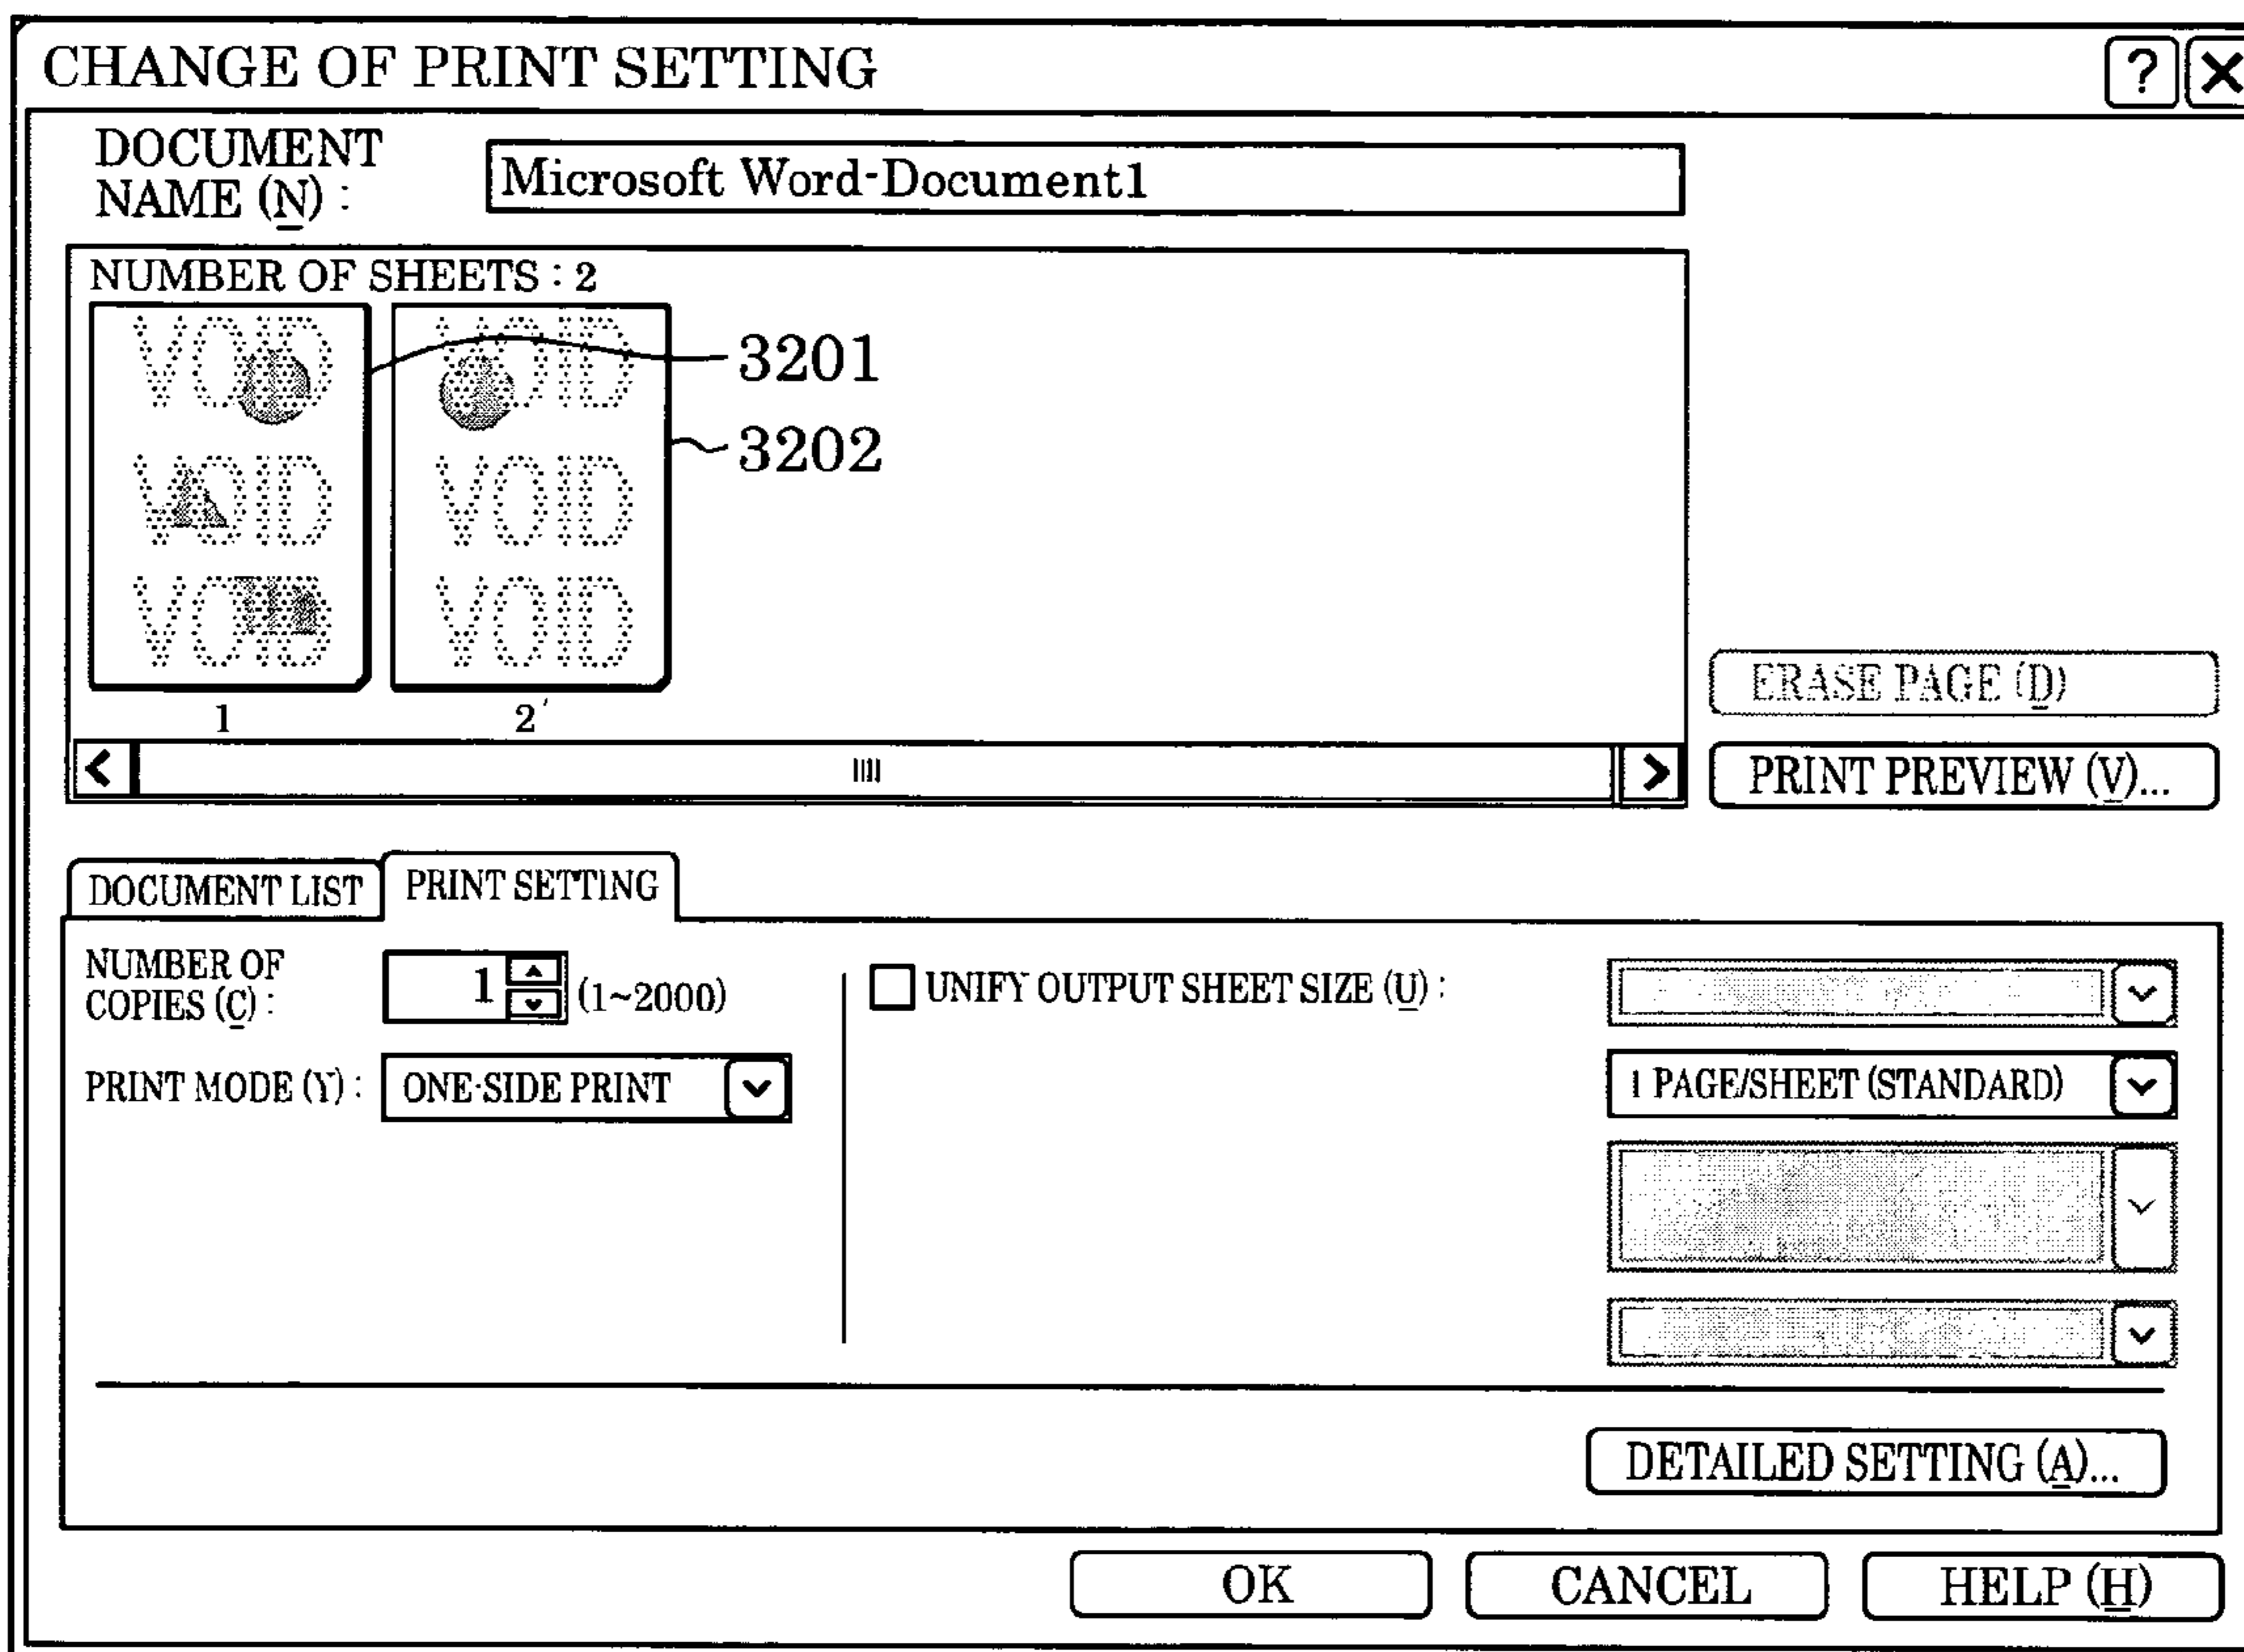 CHANGE OF PRINT SETTING
?
DOCUMENT
NAME (N) :
Microsoft Word-Document1
NUMBER OF SHEETS : 2
VOID
VOID
VOID
VOID
VOID
VOID
3201
3202
1
2
ERASE PAGE (D)
PRINT PREVIEW (V)...
DOCUMENT LIST
PRINT SETTING
NUMBER OF
COPIES (C) :
1
(1~2000)
UNIFY OUTPUT SHEET SIZE (U) :
PRINT MODE (Y) :
ONE-SIDE PRINT
1 PAGE/SHEET (STANDARD)
DETAILED SETTING (A)...
OK
CANCEL
HELP (H)